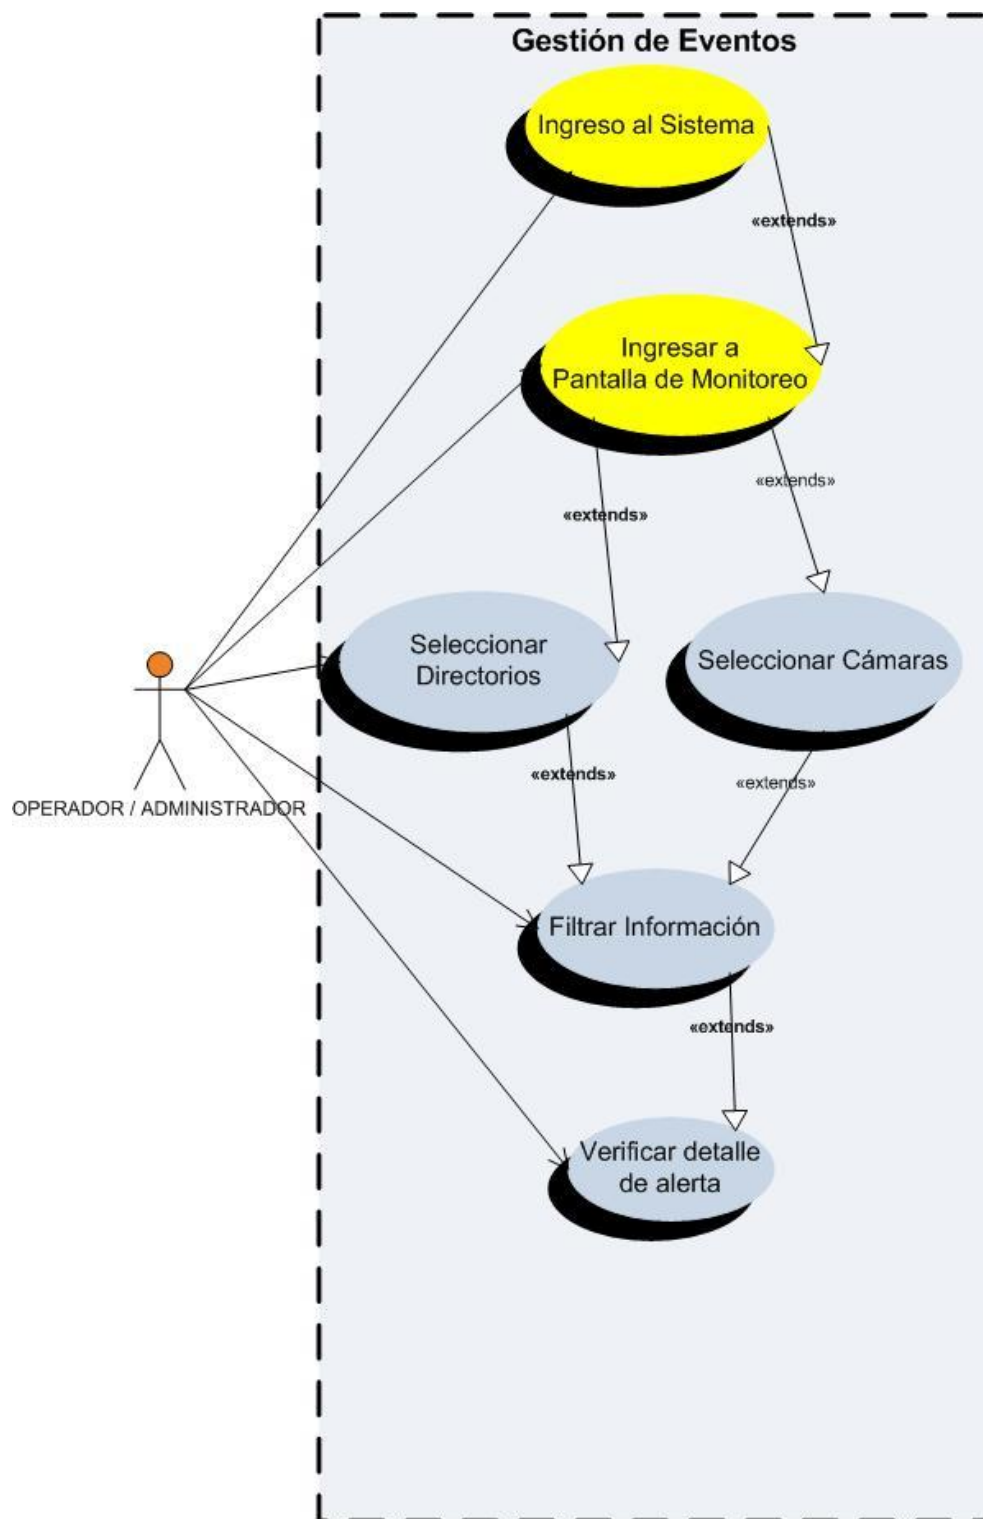 Gestión de Eventos
Ingreso al Sistema
«extends»
Ingresar a
Pantalla de Monitoreo
«extends»
«extends»
Seleccionar
Directorios
Seleccionar Cámaras
«extends»
«extends»
OPERADOR / ADMINISTRADOR
Filtrar Información
«extends»
Verificar detalle
de alerta